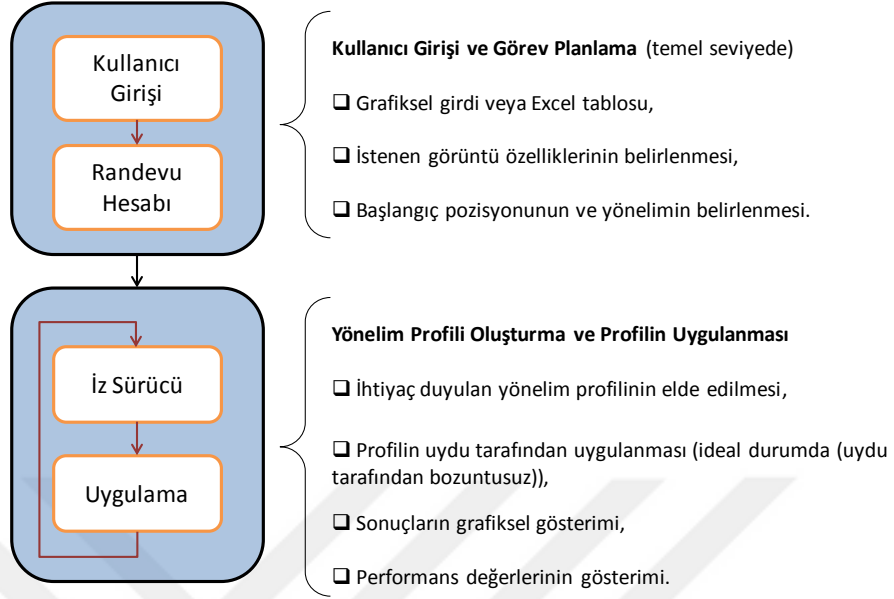 Kullanıcı
Girişi
Randevu
Hesabı
Kullanıcı Girişi ve Görev Planlama (temel seviyede)
❑ Grafiksel girdi veya Excel tablosu,
❑ İstenen görüntü özelliklerinin belirlenmesi,
❑ Başlangıç pozisyonunun ve yönelimin belirlenmesi.
İz Sürücü
Uygulama
Yönelim Profili Oluşturma ve Profilin Uygulanması
❑ İhtiyaç duyulan yönelim profilinin elde edilmesi,
❑ Profilin uydu tarafından uygulanması (ideal durumda (uydu
tarafından bozuntusuz)),
❑ Sonuçların grafiksel gösterimi,
❑ Performans değerlerinin gösterimi.